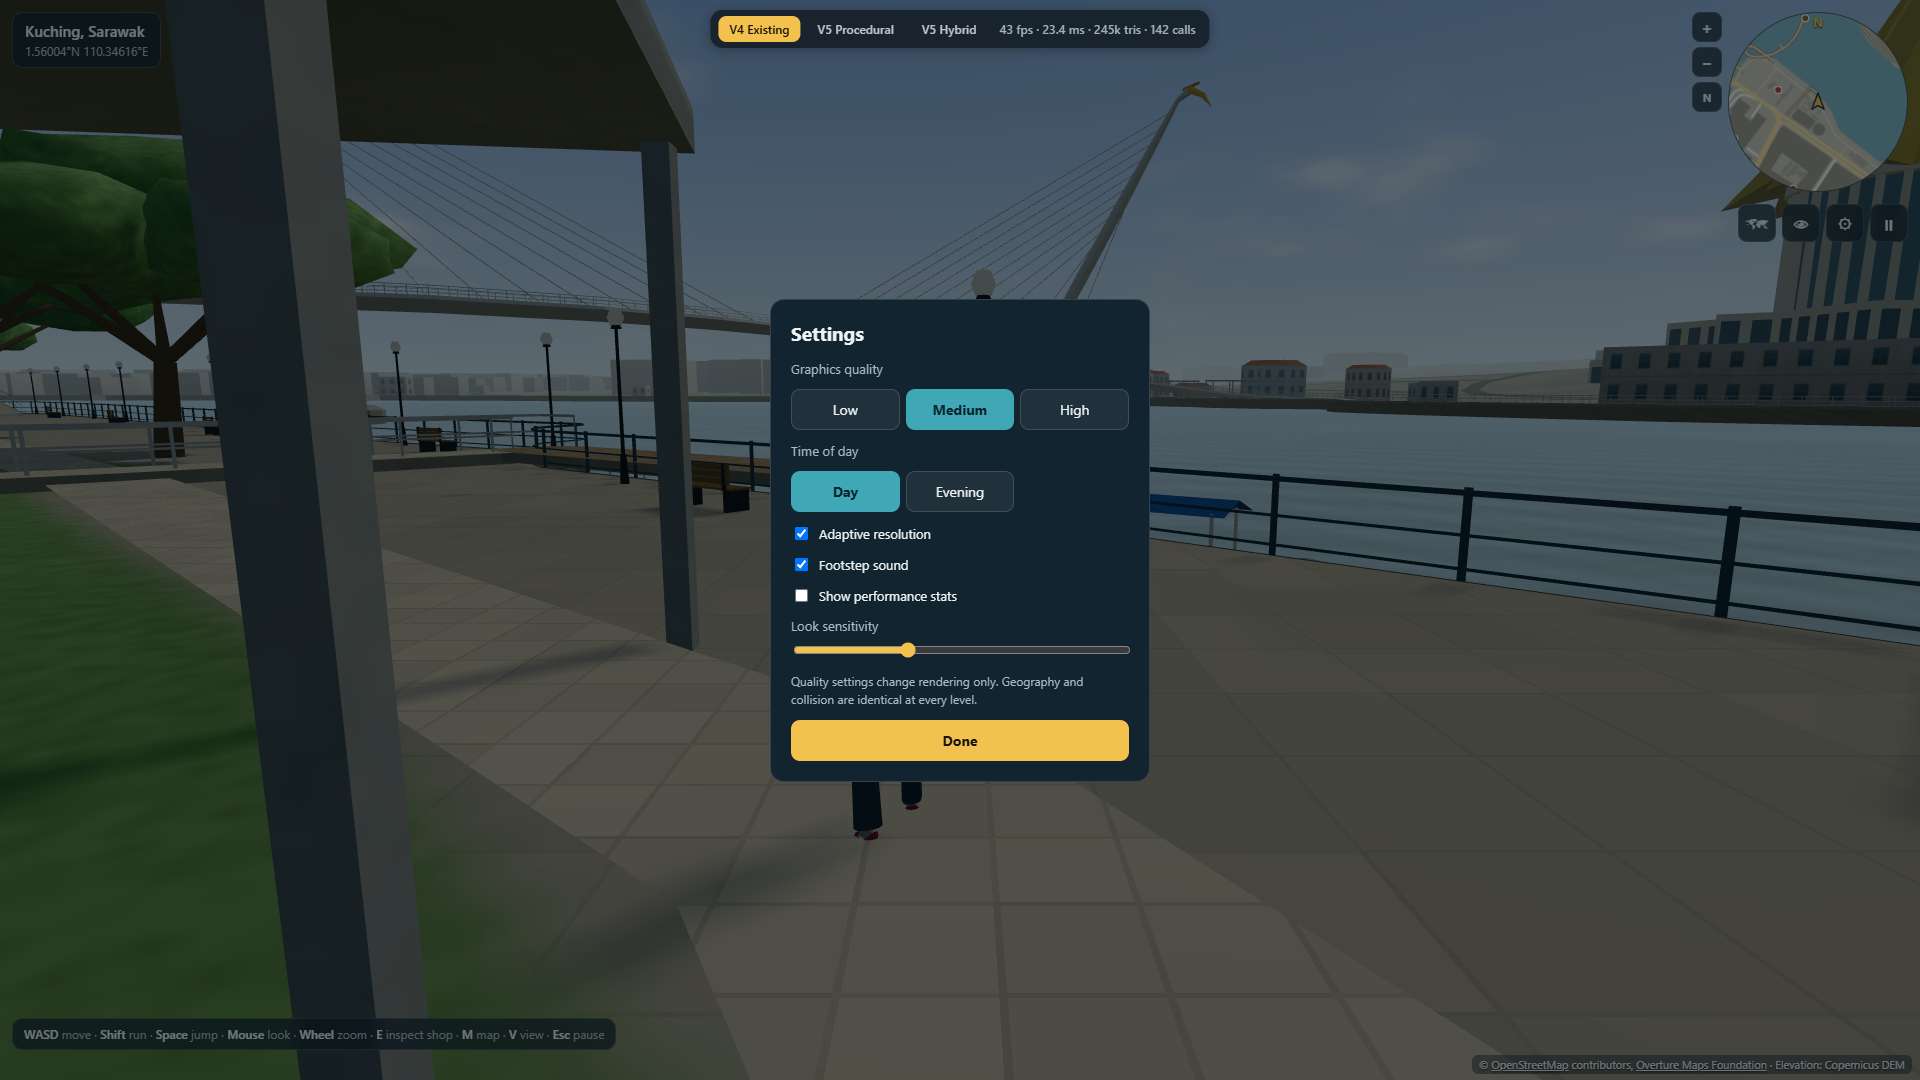 Kuching, Sarawak
1.56004°N 110.34616°E
V4 Existing V5 Procedural V5 Hybrid 43 fps · 23.4 ms · 245k tris · 142 calls
+
−
N
N
Settings
Graphics quality
Low Medium High
Time of day
Day Evening
Adaptive resolution
Footstep sound
Show performance stats
Look sensitivity
Quality settings change rendering only. Geography and
collision are identical at every level.
Done
WASD move · Shift run · Space jump · Mouse look · Wheel zoom · E inspect shop · M map · V view · Esc pause
© OpenStreetMap contributors, Overture Maps Foundation · Elevation: Copernicus DEM